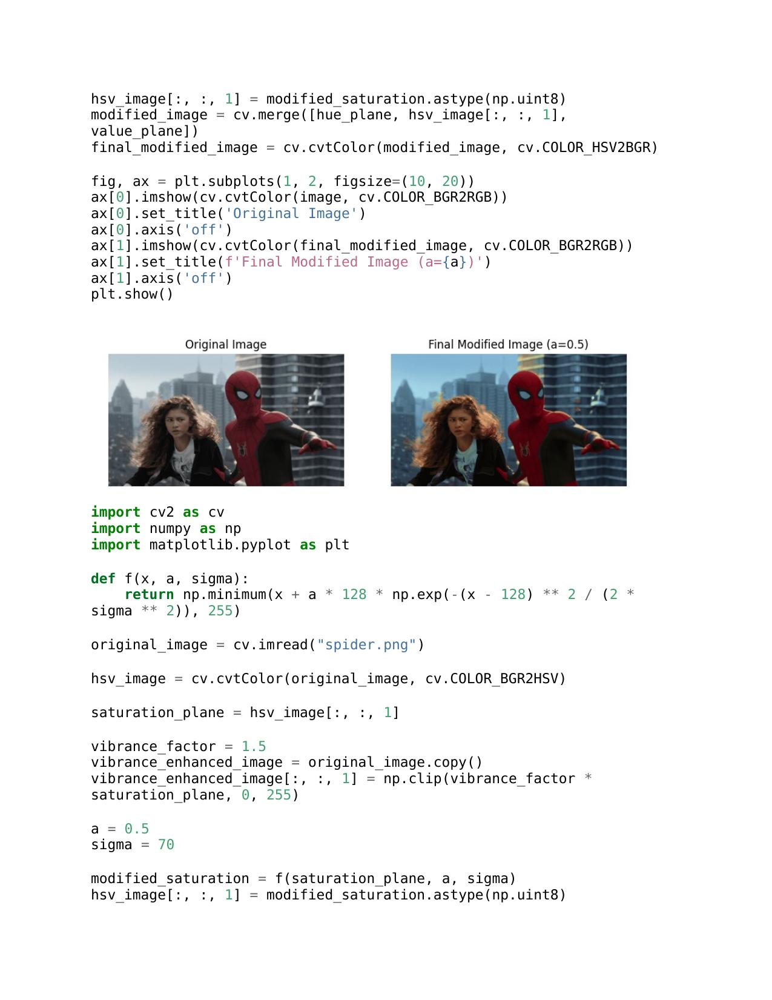 hsv_image[:, :, 1] = modified_saturation.astype(np.uint8)
modified_image = cv.merge([hue_plane, hsv_image[:, :, 1],
value_plane])
final_modified_image = cv.cvtColor(modified_image, cv.COLOR_HSV2BGR)

fig, ax = plt.subplots(1, 2, figsize=(10, 20))
ax[0].imshow(cv.cvtColor(image, cv.COLOR_BGR2RGB))
ax[0].set_title('Original Image')
ax[0].axis('off')
ax[1].imshow(cv.cvtColor(final_modified_image, cv.COLOR_BGR2RGB))
ax[1].set_title(f'Final Modified Image (a={a})')
ax[1].axis('off')
plt.show()

Original Image
Final Modified Image (a=0.5)

import cv2 as cv
import numpy as np
import matplotlib.pyplot as plt

def f(x, a, sigma):
    return np.minimum(x + a * 128 * np.exp(-(x - 128) ** 2 / (2 *
sigma ** 2)), 255)

original_image = cv.imread("spider.png")

hsv_image = cv.cvtColor(original_image, cv.COLOR_BGR2HSV)

saturation_plane = hsv_image[:, :, 1]

vibrance_factor = 1.5
vibrance_enhanced_image = original_image.copy()
vibrance_enhanced_image[:, :, 1] = np.clip(vibrance_factor *
saturation_plane, 0, 255)

a = 0.5
sigma = 70

modified_saturation = f(saturation_plane, a, sigma)
hsv_image[:, :, 1] = modified_saturation.astype(np.uint8)